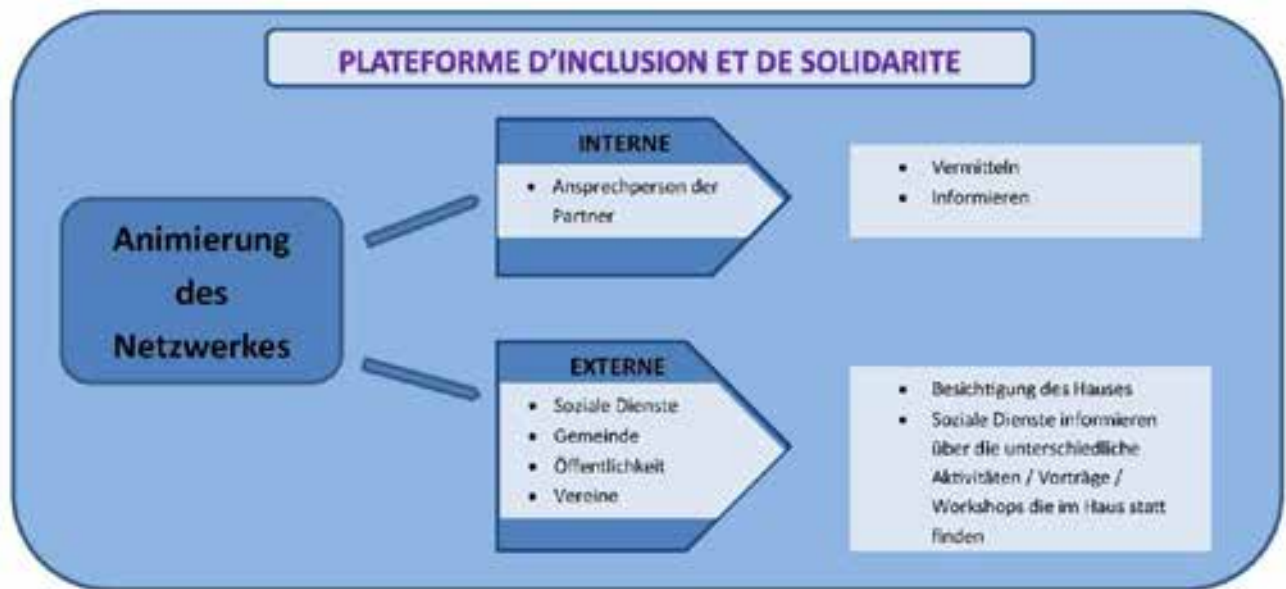 PLATEFORME D'INCLUSION ET DE SOLIDARITE
Animierung
des
Netzwerkes
INTERNE
• Ansprechperson der
Partner
• Vermitteln
• Informieren
EXTERNE
• Soziale Dienste
• Gemeinde
• Öffentlichkeit
• Vereine
• Besichtigung des Hauses
• Soziale Dienste informieren
über die unterschiedliche
Aktivitäten / Vorträge /
Workshops die im Haus statt
finden